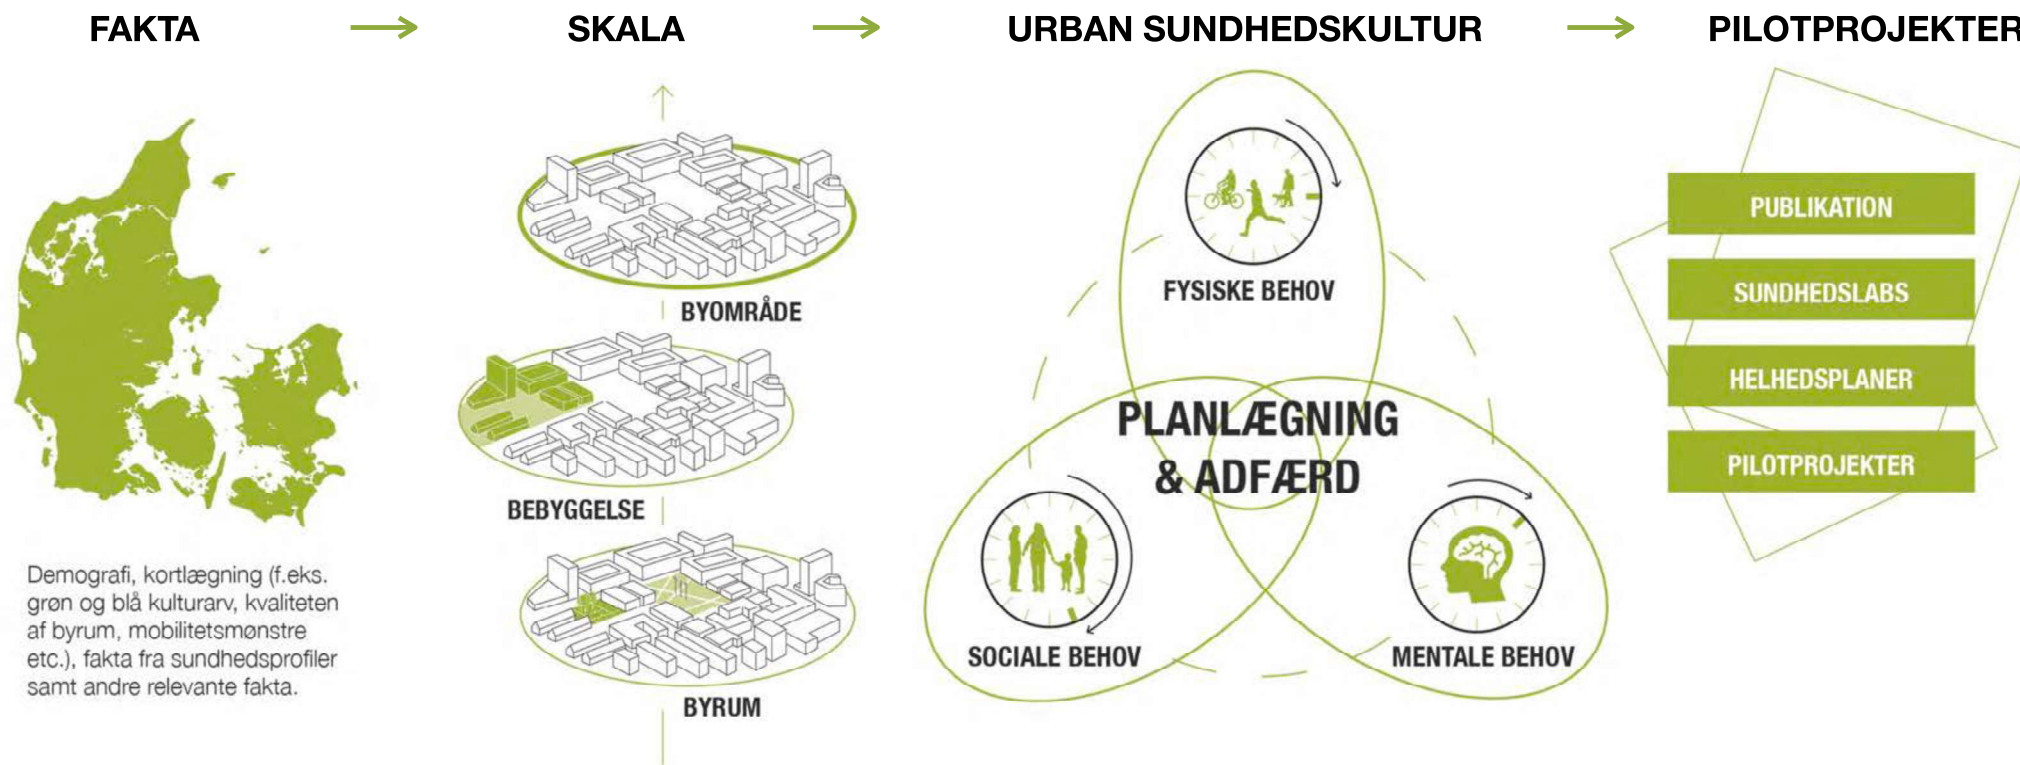 FAKTA
SKALA
URBAN SUNDHEDSKULTUR
PILOTPROJEKTER
Demografi, kortlægning (f.eks.
grøn og blå kulturarv, kvaliteten
af byrum, mobilitetsmønstre
etc.), fakta fra sundhedsprofiler
samt andre relevante fakta.
BYOMRÅDE
BEBYGGELSE
BYRUM
FYSISKE BEHOV
PLANLÆGNING
& ADFÆRD
SOCIALE BEHOV
MENTALE BEHOV
PUBLIKATION
SUNDHEDSLABS
HELHEDSPLANER
PILOTPROJEKTER